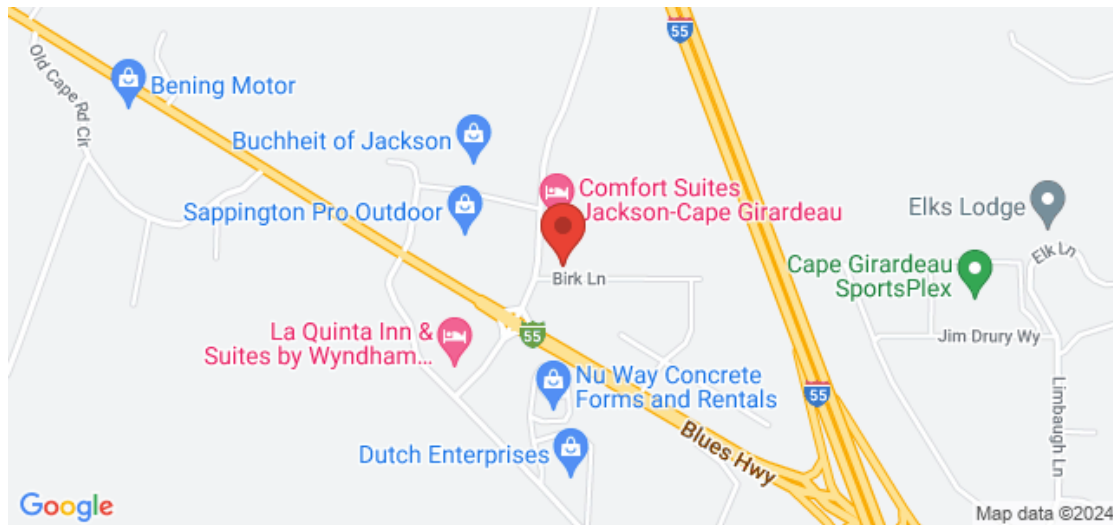 55
Old Cape Rd Cir
Bening Motor
Buchheit of Jackson
Comfort Suites
Jackson-Cape Girardeau
Sappington Pro Outdoor
Elks Lodge
Elk Ln
Cape Girardeau
SportsPlex
Birk Ln
55
La Quinta Inn &
Suites by Wyndham...
Jim Drury Wy
Nu Way Concrete
Forms and Rentals
55
Limbaugh Ln
Blues Hwy
Dutch Enterprises
Google
Map data ©2024